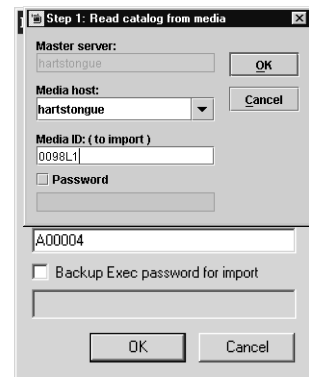 Step 1: Read catalog from media
Master server:
hartstongue
OK
Media host:
hartstongue
Cancel
Media ID: ( to import )
0098L1
Password
A00004
Backup Exec password for import
OK
Cancel